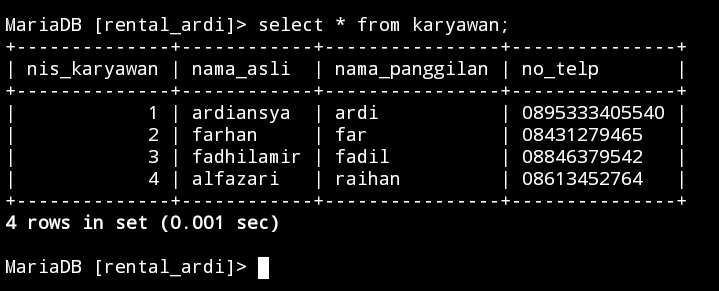 MariaDB [rental_ardi]> select * from karyawan;
+--------------+------------+----------------+---------------+
| nis_karyawan | nama_asli  | nama_panggilan | no_telp       |
+--------------+------------+----------------+---------------+
|            1 | ardiansya  | ardi           | 0895333405540 |
|            2 | farhan     | far            | 08431279465   |
|            3 | fadhilamir | fadil          | 08846379542   |
|            4 | alfazari   | raihan         | 08613452764   |
+--------------+------------+----------------+---------------+
4 rows in set (0.001 sec)
MariaDB [rental_ardi]>